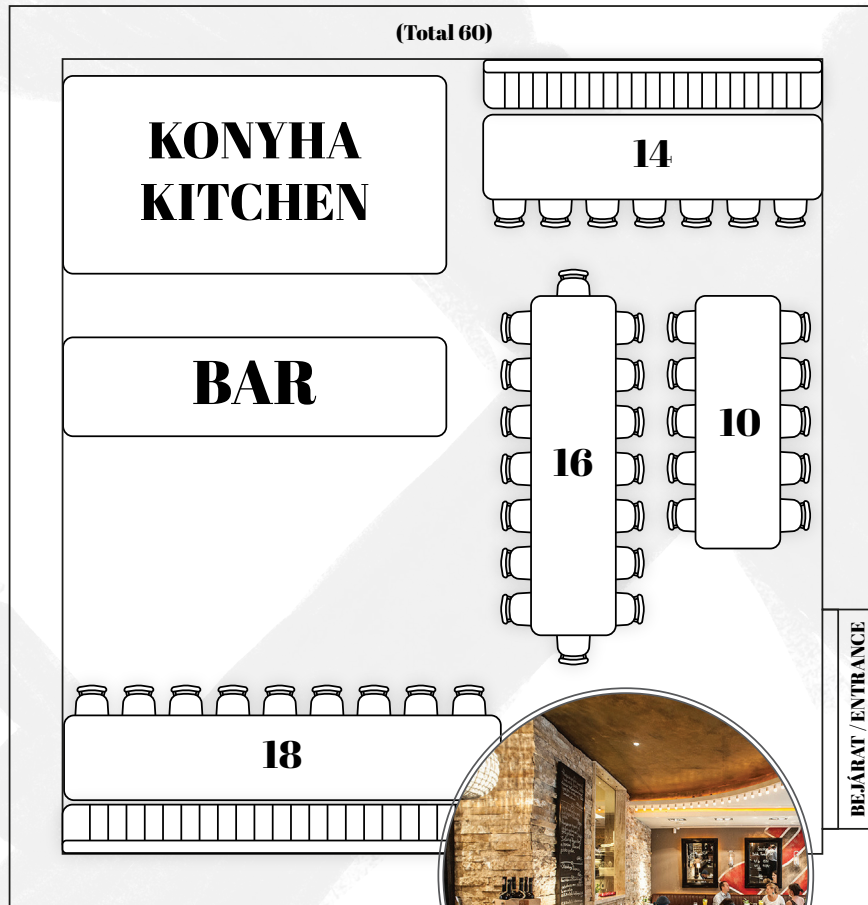 (Total 60)
KONYHA
KITCHEN
14
BAR
16
10
18
BEJÁRAT / ENTRANCE